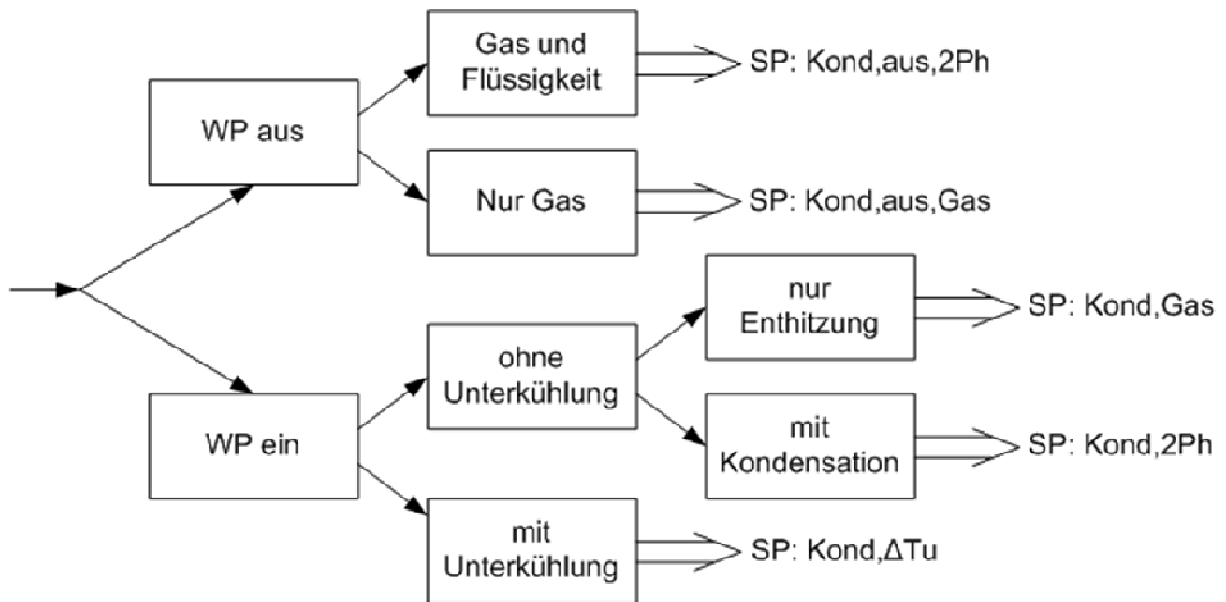 Gas und
Flüssigkeit
SP: Kond,aus,2Ph
WP aus
Nur Gas
SP: Kond,aus,Gas
nur
Enthitzung
SP: Kond,Gas
ohne
Unterkühlung
WP ein
mit
Kondensation
SP: Kond,2Ph
mit
Unterkühlung
SP: Kond,ΔTu